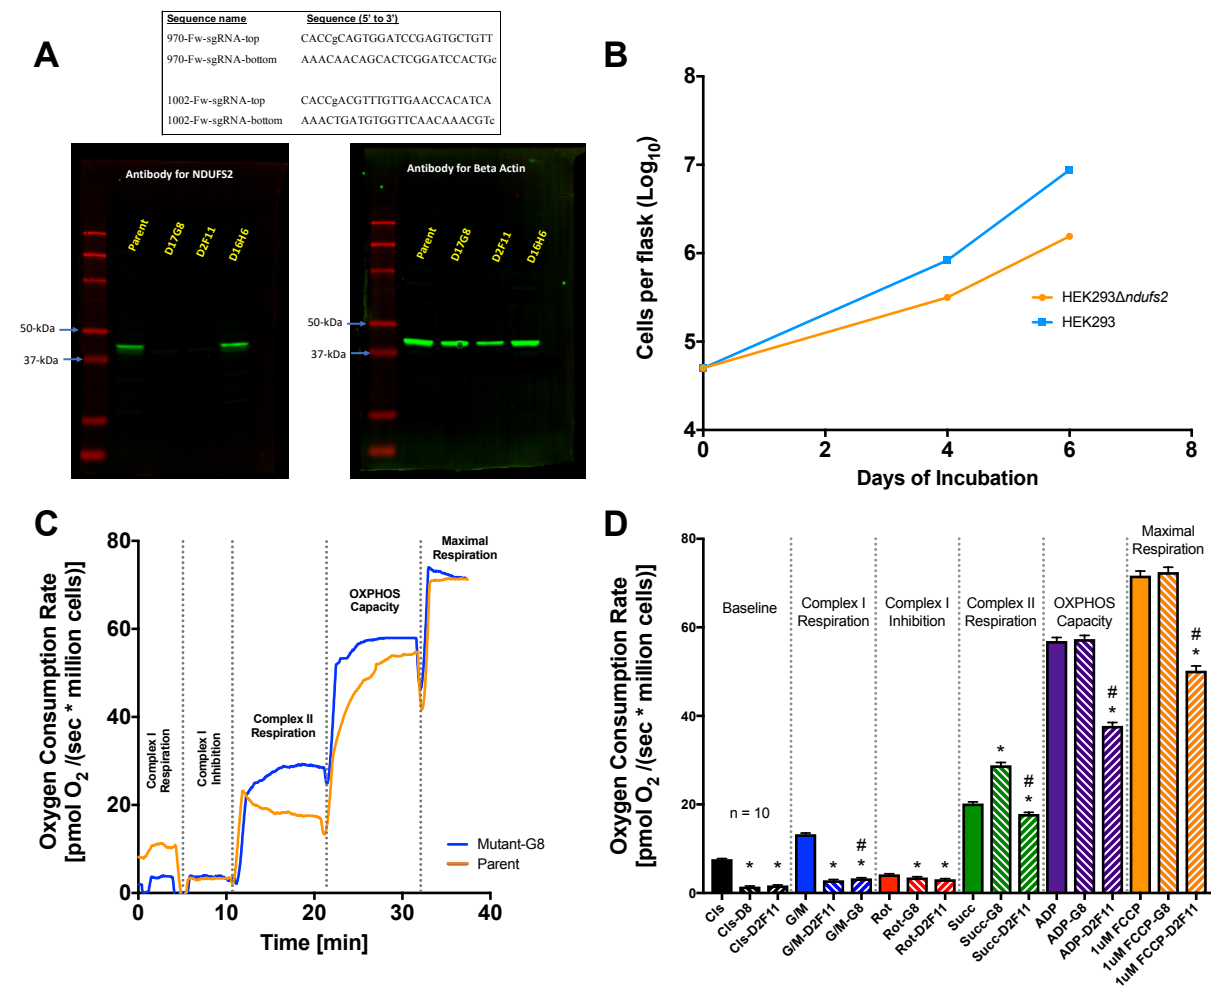 A
Sequence name Sequence (5' to 3')
970-Fw-sgRNA-top CACCgCAGTGGATCCGAGTGCTGTT
970-Fw-sgRNA-bottom AAACAACAGCACTCGGATCCACTGc
1002-Fw-sgRNA-top CACCgACGTTTGTTGAACCACATCA
1002-Fw-sgRNA-bottom AAACTGATGTGGTTCAACAAACGTc
Antibody for NDUFS2
Parent D17G8 D2F11 D16H6
50-kDa
37-kDa
Antibody for Beta Actin
Parent D17G8 D2F11 D16H6
50-kDa
37-kDa
B
Cells per flask (Log10)
8
7
6
5
4
0 2 4 6 8
Days of Incubation
HEK293Δndufs2
HEK293
C
Oxygen Consumption Rate
[pmol O2 /(sec * million cells)]
80
60
40
20
0
0 10 20 30 40
Time [min]
Complex I
Respiration
Complex I
Inhibition
Complex II
Respiration
OXPHOS
Capacity
Maximal
Respiration
Mutant-G8
Parent
D
Oxygen Consumption Rate
[pmol O2 /(sec * million cells)]
80
60
40
20
0
Baseline
Complex I
Respiration
Complex I
Inhibition
Complex II
Respiration
OXPHOS
Capacity
Maximal
Respiration
n = 10
* *
* # *
* *
* # *
# *
# *
CIs
CIs-D8
CIs-D2F11
G/M
G/M-D2F11
G/M-G8
Rot
Rot-G8
Rot-D2F11
Succ
Succ-G8
Succ-D2F11
ADP
ADP-G8
ADP-D2F11
1uM FCCP
1uM FCCP-G8
1uM FCCP-D2F11